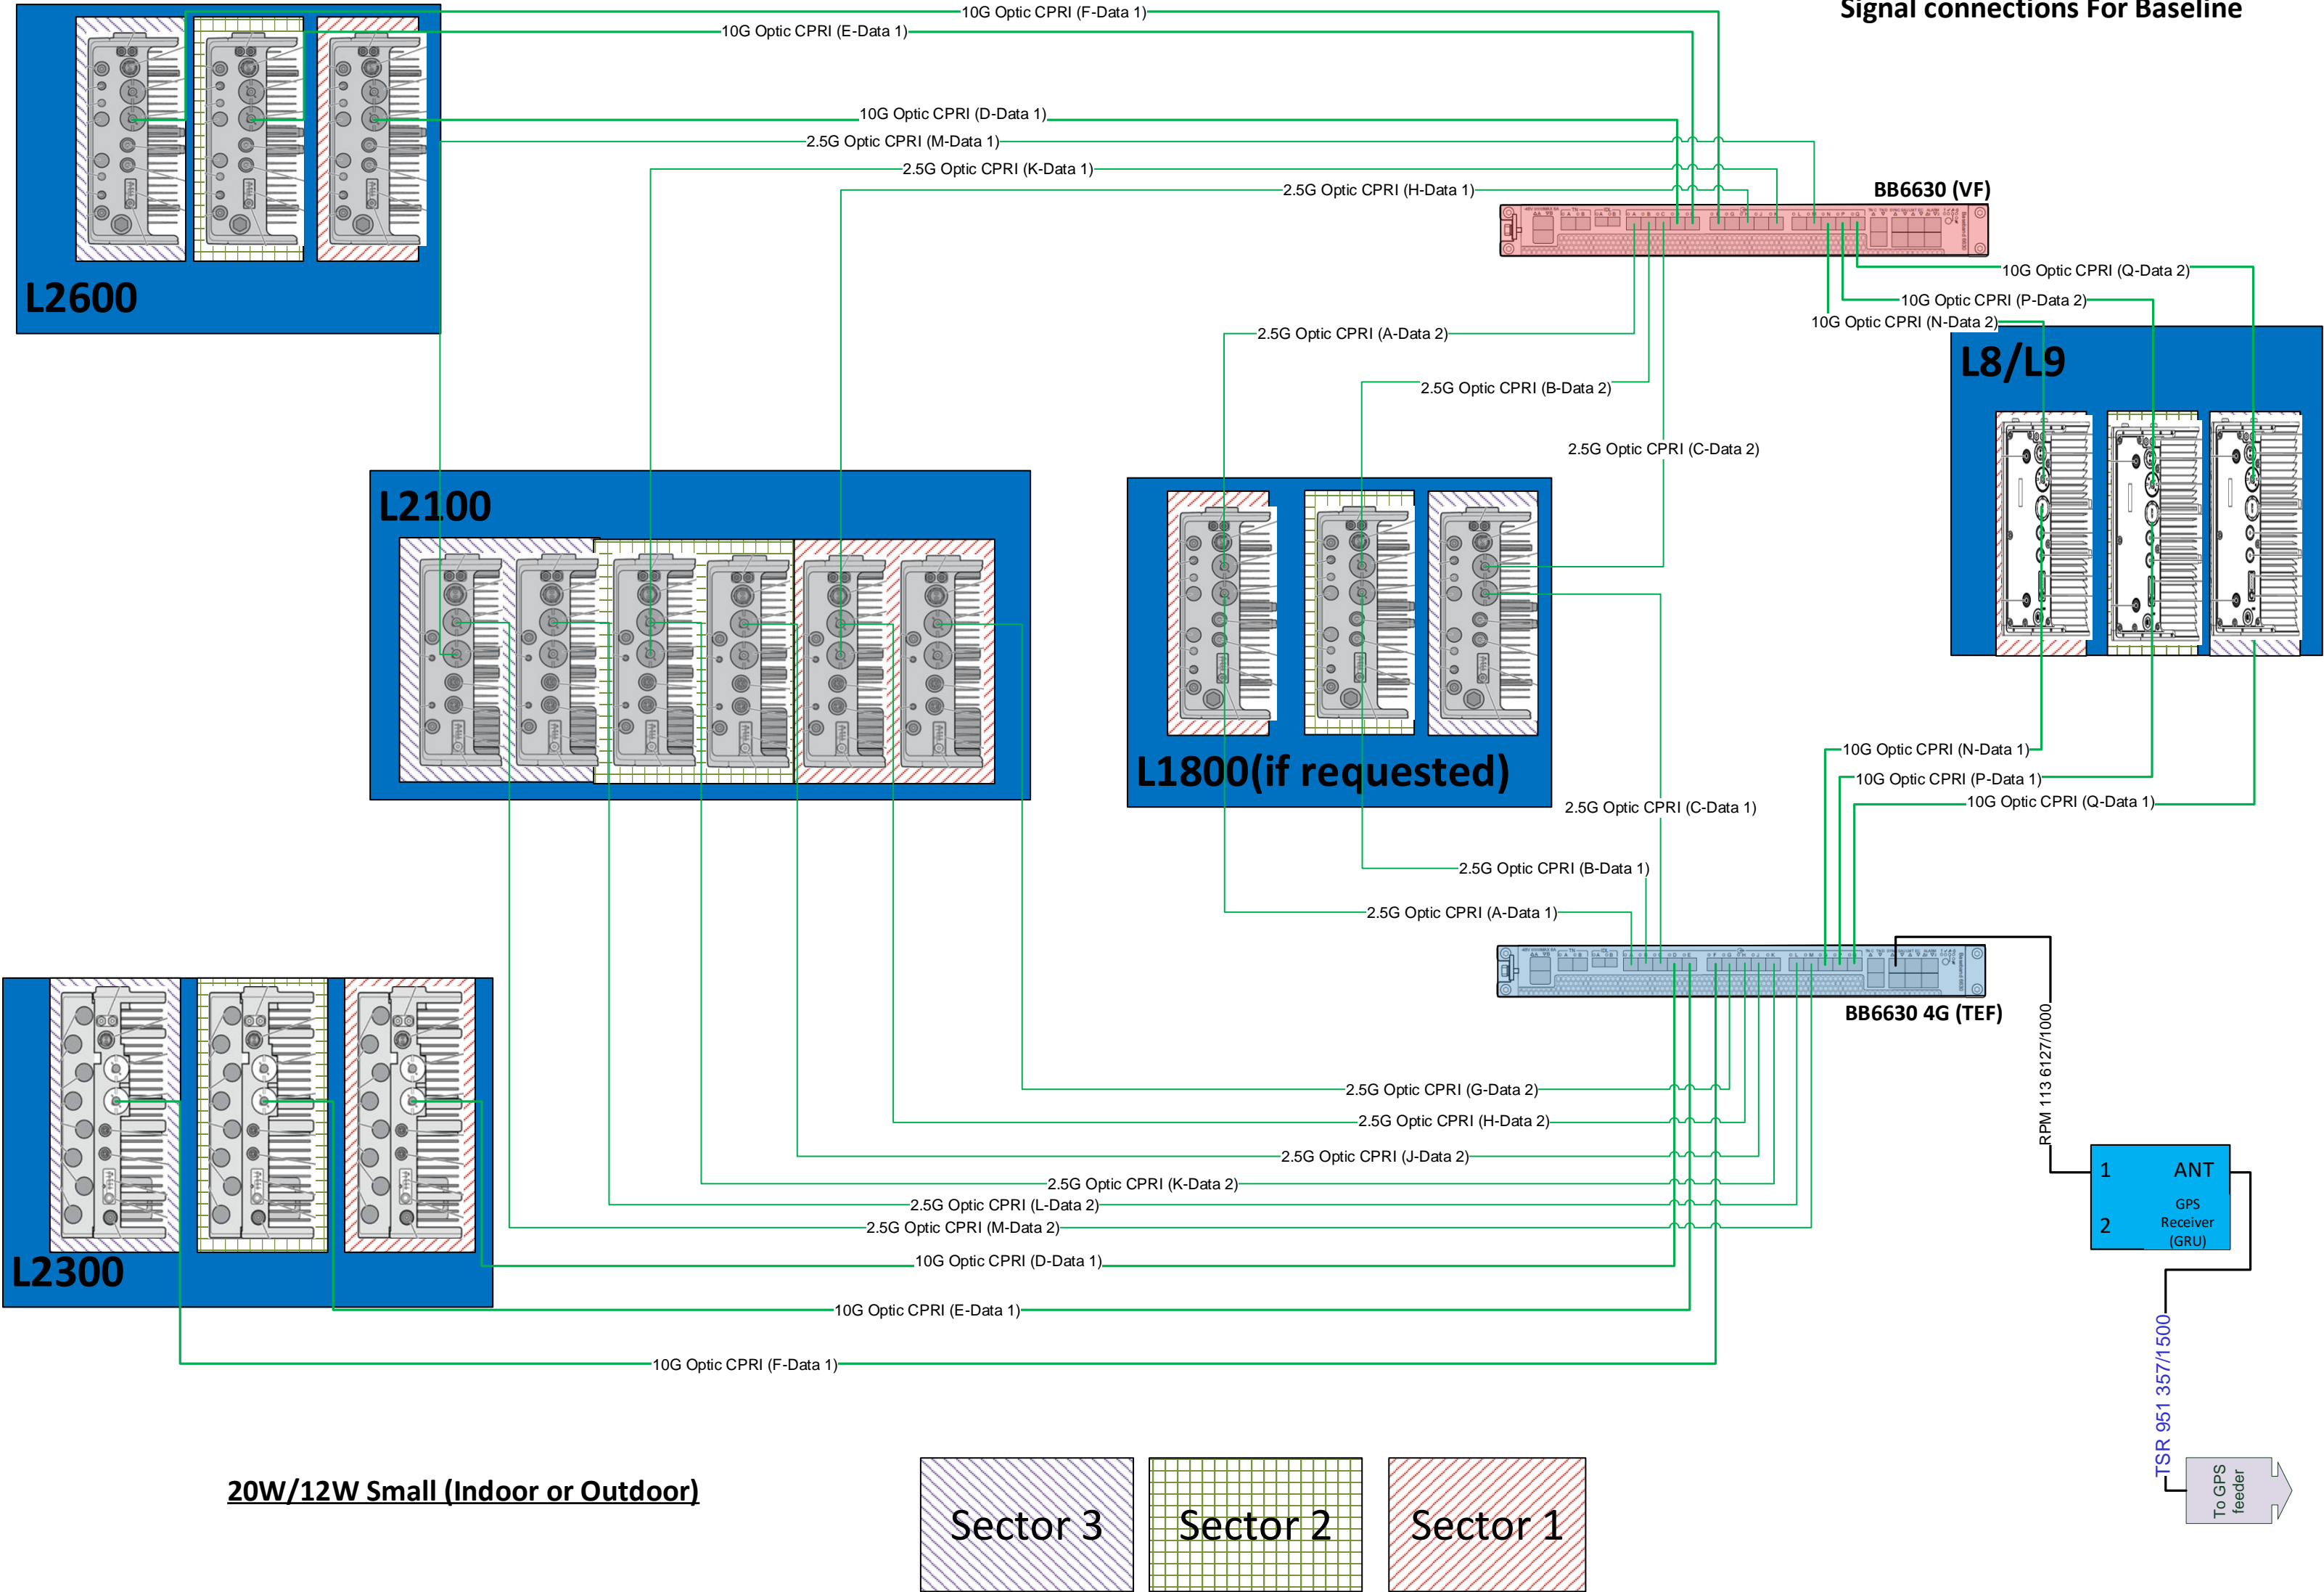 Signal connections For Baseline
10G Optic CPRI (F-Data 1)
10G Optic CPRI (E-Data 1)
10G Optic CPRI (D-Data 1)
2.5G Optic CPRI (M-Data 1)
2.5G Optic CPRI (K-Data 1)
2.5G Optic CPRI (H-Data 1)
BB6630 (VF)
L2600
10G Optic CPRI (Q-Data 2)
10G Optic CPRI (P-Data 2)
10G Optic CPRI (N-Data 2)
2.5G Optic CPRI (A-Data 2)
2.5G Optic CPRI (B-Data 2)
2.5G Optic CPRI (C-Data 2)
L8/L9
L2100
L1800(if requested)
10G Optic CPRI (N-Data 1)
10G Optic CPRI (P-Data 1)
10G Optic CPRI (Q-Data 1)
2.5G Optic CPRI (C-Data 1)
2.5G Optic CPRI (B-Data 1)
2.5G Optic CPRI (A-Data 1)
BB6630 4G (TEF)
RPM 113 6127/1000
2.5G Optic CPRI (G-Data 2)
2.5G Optic CPRI (H-Data 2)
2.5G Optic CPRI (J-Data 2)
2.5G Optic CPRI (K-Data 2)
2.5G Optic CPRI (L-Data 2)
2.5G Optic CPRI (M-Data 2)
10G Optic CPRI (D-Data 1)
10G Optic CPRI (E-Data 1)
10G Optic CPRI (F-Data 1)
L2300
1 ANT
GPS
2 Receiver
(GRU)
TSR 951 357/1500
To GPS
feeder
20W/12W Small (Indoor or Outdoor)
Sector 3
Sector 2
Sector 1